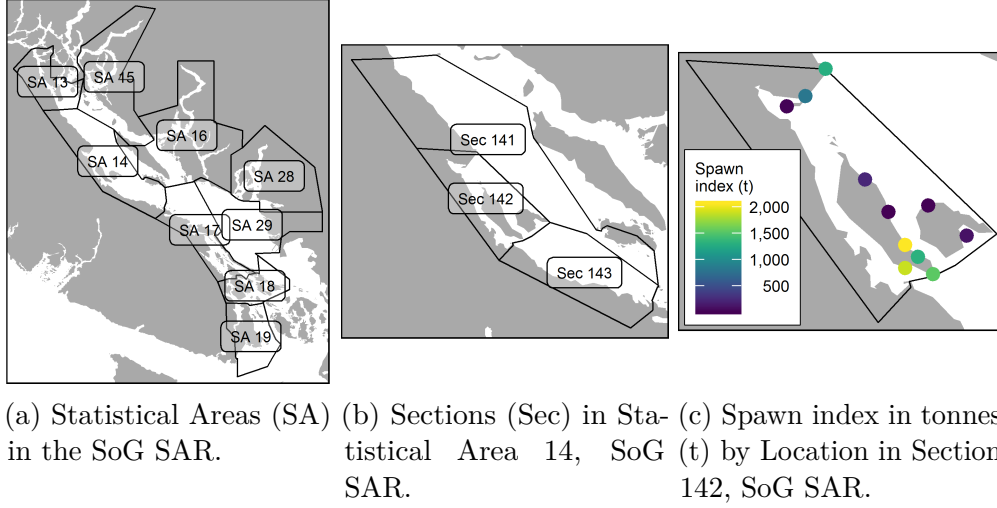 SA 13
SA 15
SA 16
SA 14
SA 28
SA 17
SA 29
SA 18
SA 19
Sec 141
Sec 142
Sec 143
Spawn
index (t)
2,000
1,500
1,000
500
(a) Statistical Areas (SA)
in the SoG SAR.
(b) Sections (Sec) in Sta-
tistical Area 14, SoG
SAR.
(c) Spawn index in tonnes
(t) by Location in Section
142, SoG SAR.